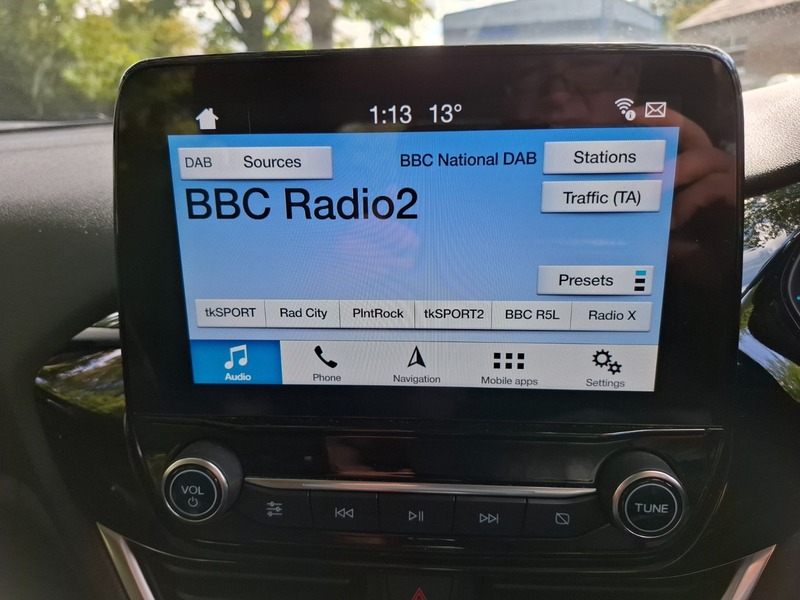 1:13 13°
DAB Sources
BBC National DAB
Stations
BBC Radio2
Traffic (TA)
Presets
tkSPORT Rad City PlntRock tkSPORT2 BBC R5L Radio X
Audio Phone Navigation Mobile apps Settings
VOL
TUNE